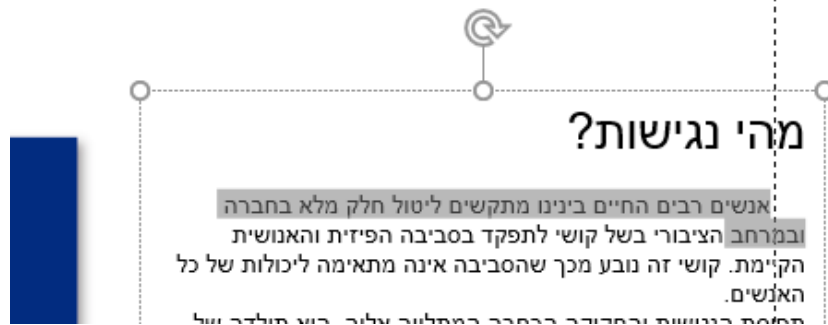 מהי נגישות?
אנשים רבים החיים בינינו מתקשים ליטול חלק מלא בחברה
ובמרחב הציבורי בשל קושי לתפקד בסביבה הפיזית והאנושית
הקיימת. קושי זה נובע מכך שהסביבה אינה מתאימה ליכולות של כל
האנשים.